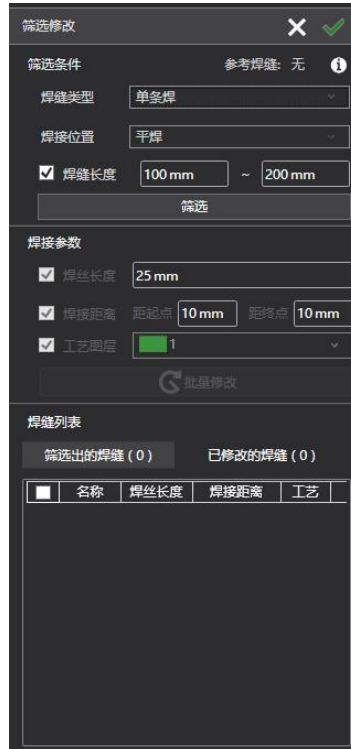 筛选修改
筛选条件 参考焊缝: 无
焊缝类型 单条焊
焊接位置 平焊
焊缝长度 100 mm ~ 200 mm
筛选
焊接参数
焊丝长度 25 mm
焊接距离 距起点 10 mm 距终点 10 mm
工艺图层 1
批量修改
焊缝列表
筛选出的焊缝 ( 0 ) 已修改的焊缝 ( 0 )
名称 焊丝长度 焊接距离 工艺